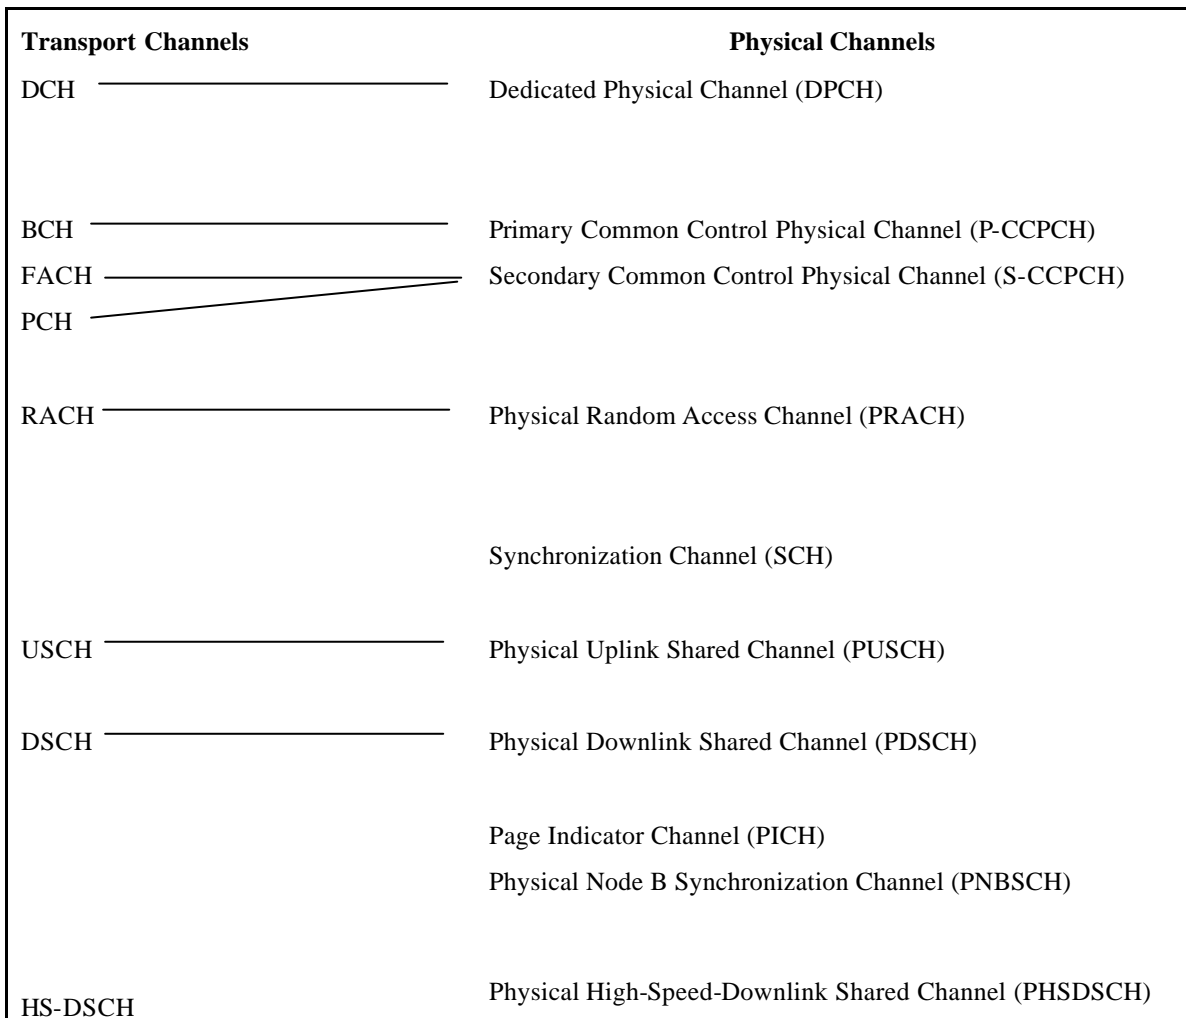 Transport Channels Physical Channels
DCH Dedicated Physical Channel (DPCH)
BCH Primary Common Control Physical Channel (P-CCPCH)
FACH Secondary Common Control Physical Channel (S-CCPCH)
PCH
RACH Physical Random Access Channel (PRACH)
Synchronization Channel (SCH)
USCH Physical Uplink Shared Channel (PUSCH)
DSCH Physical Downlink Shared Channel (PDSCH)
Page Indicator Channel (PICH)
Physical Node B Synchronization Channel (PNBSCH)
Physical High-Speed-Downlink Shared Channel (PHSDSCH)
HS-DSCH